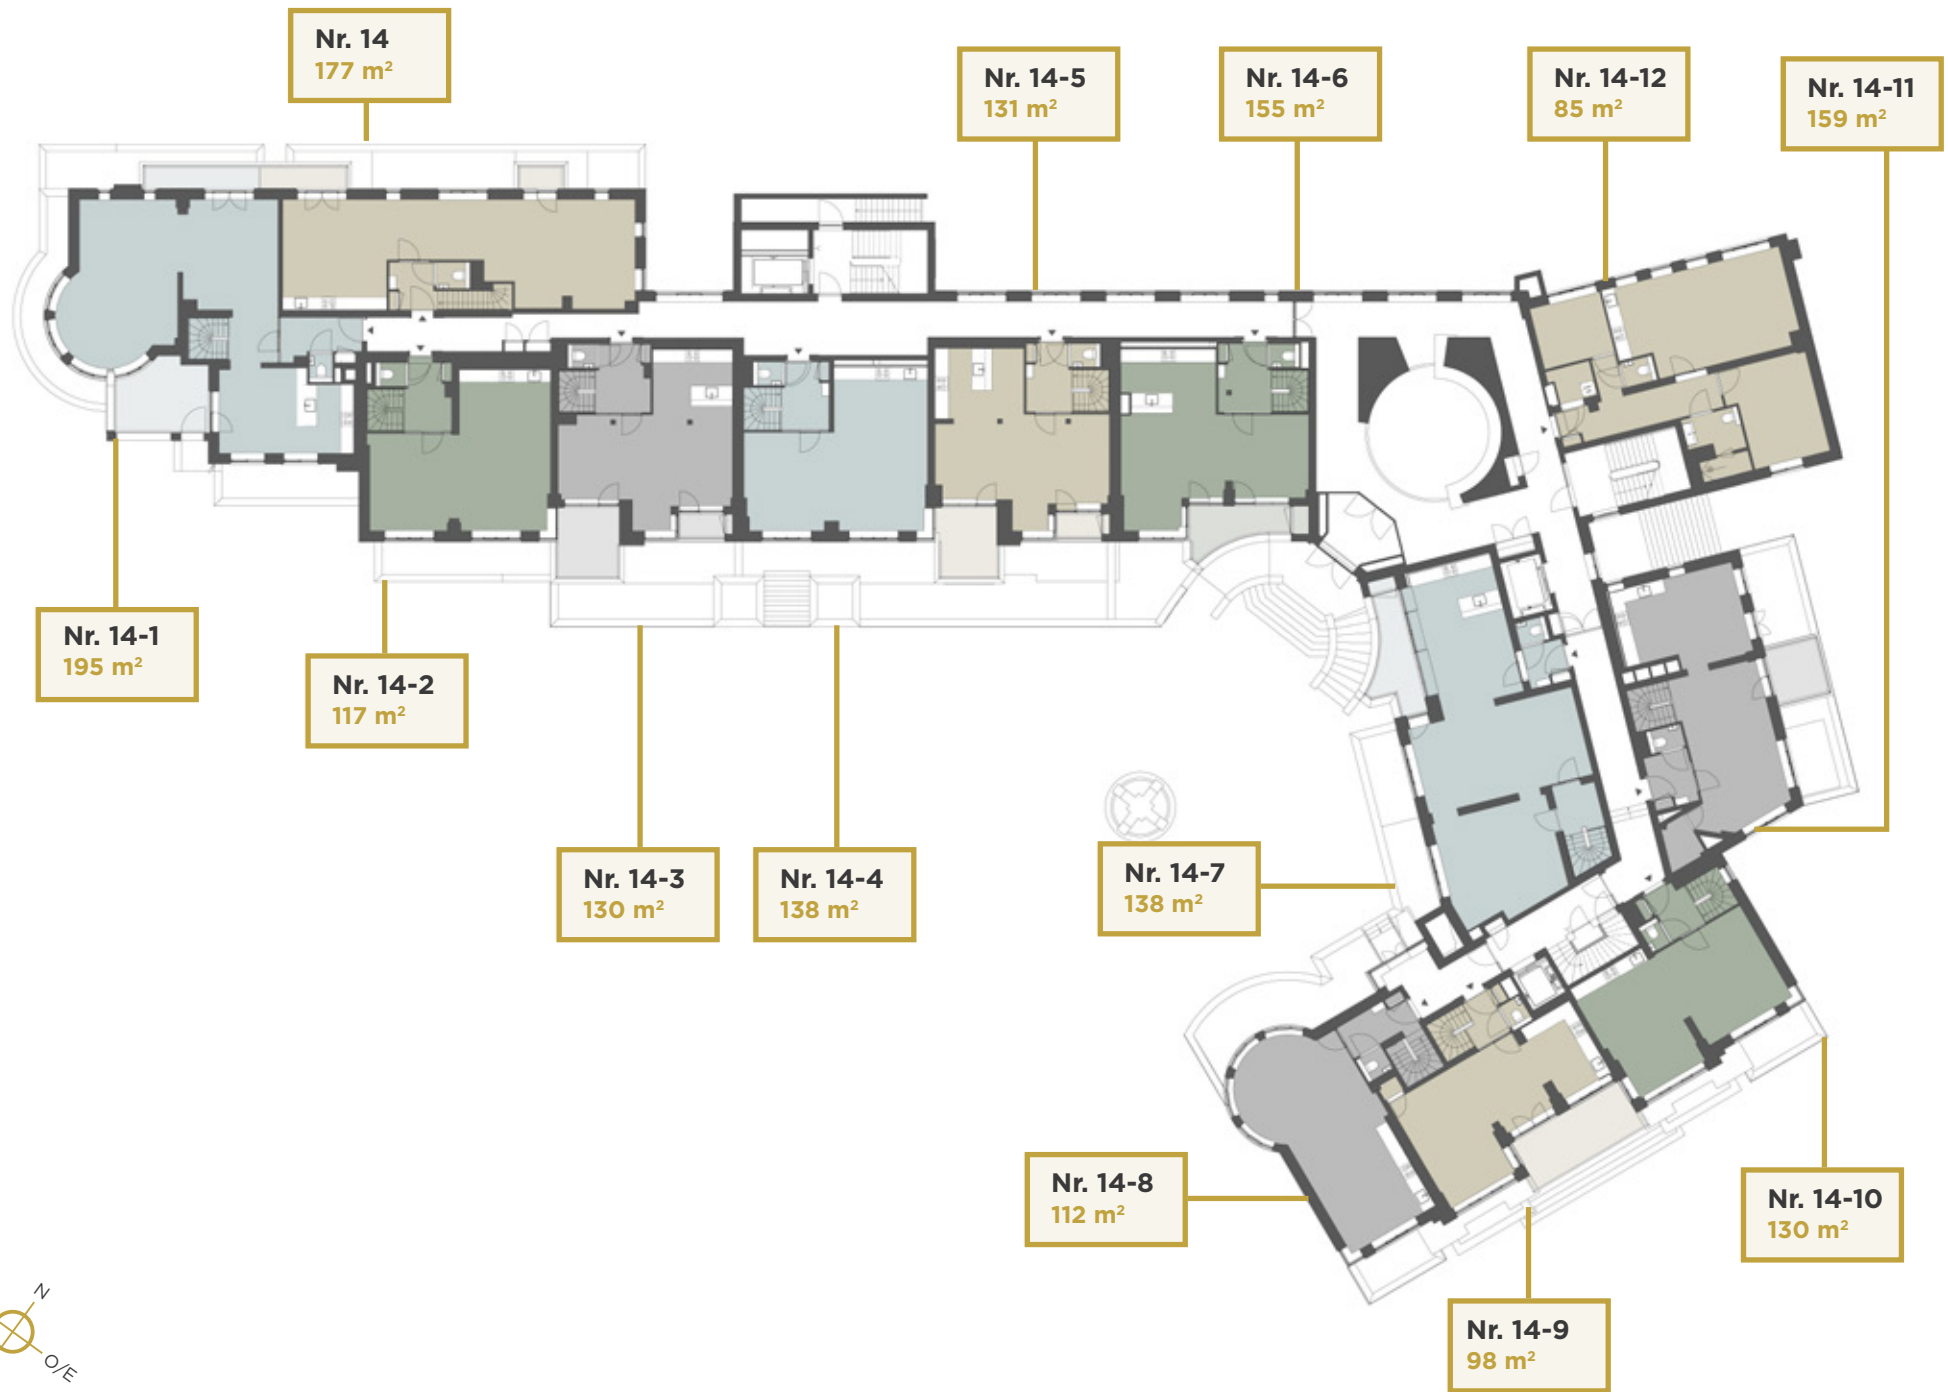 Nr. 14
177 m²
Nr. 14-5
131 m²
Nr. 14-6
155 m²
Nr. 14-12
85 m²
Nr. 14-11
159 m²
Nr. 14-1
195 m²
Nr. 14-2
117 m²
Nr. 14-3
130 m²
Nr. 14-4
138 m²
Nr. 14-7
138 m²
Nr. 14-8
112 m²
Nr. 14-10
130 m²
Nr. 14-9
98 m²
N
O/E